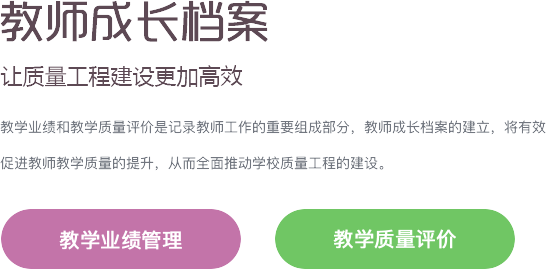 教师成长档案
让质量工程建设更加高效
教学业绩和教学质量评价是记录教师工作的重要组成部分，教师成长档案的建立，将有效
促进教师教学质量的提升，从而全面推动学校质量工程的建设。
教学业绩管理
教学质量评价